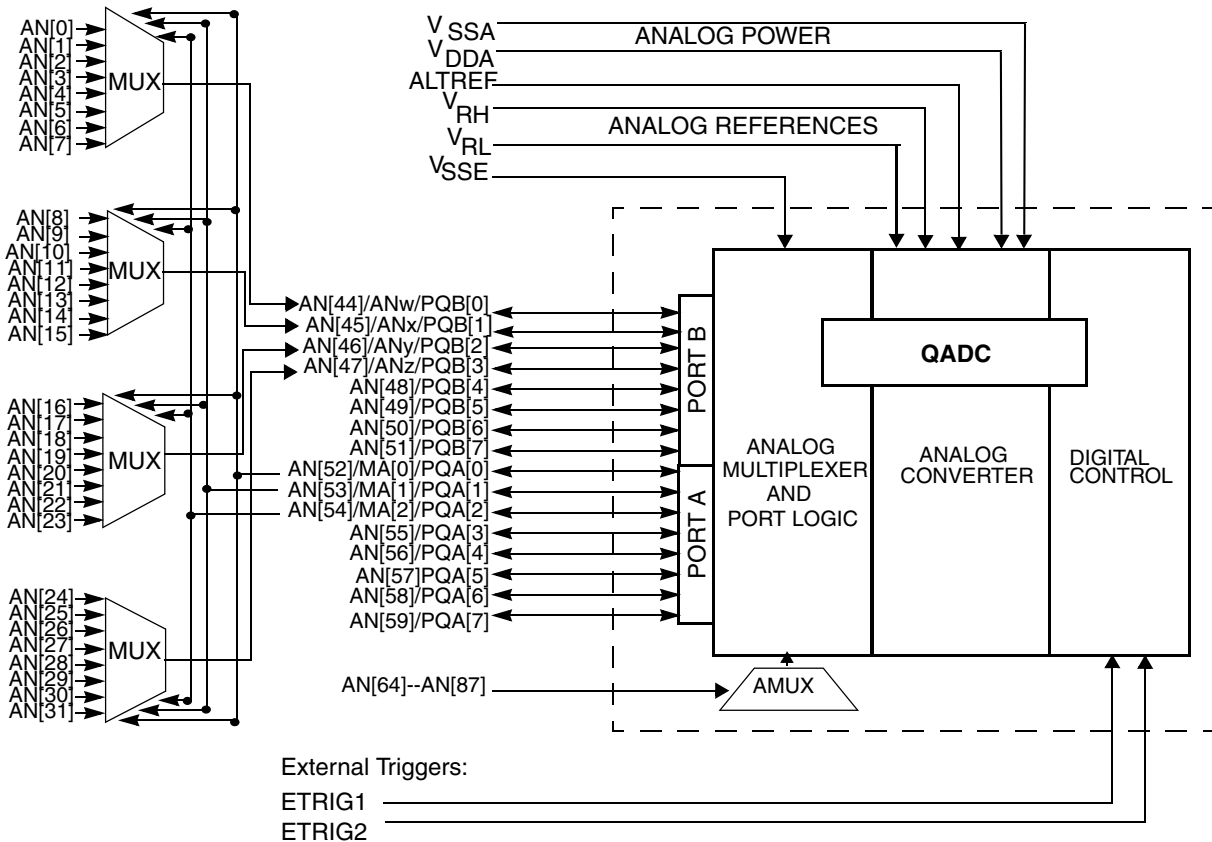 AN[0]
AN[1]
AN[2]
AN[3]
AN[4]
AN[5]
AN[6]
AN[7]
MUX
AN[8]
AN[9]
AN[10]
AN[11]
AN[12]
AN[13]
AN[14]
AN[15]
MUX
AN[16]
AN[17]
AN[18]
AN[19]
AN[20]
AN[21]
AN[22]
AN[23]
MUX
AN[24]
AN[25]
AN[26]
AN[27]
AN[28]
AN[29]
AN[30]
AN[31]
MUX
VSSA
VDDA
ANALOG POWER
ALTREF
VRH
VRL
ANALOG REFERENCES
VSSE
AN[44]/ANw/PQB[0]
AN[45]/ANx/PQB[1]
AN[46]/ANy/PQB[2]
AN[47]/ANz/PQB[3]
AN[48]/PQB[4]
AN[49]/PQB[5]
AN[50]/PQB[6]
AN[51]/PQB[7]
AN[52]/MA[0]/PQA[0]
AN[53]/MA[1]/PQA[1]
AN[54]/MA[2]/PQA[2]
AN[55]/PQA[3]
AN[56]/PQA[4]
AN[57]PQA[5]
AN[58]/PQA[6]
AN[59]/PQA[7]
PORT B
PORT A
QADC
ANALOG
MULTIPLEXER
AND
PORT LOGIC
ANALOG
CONVERTER
DIGITAL
CONTROL
AN[64]--AN[87]
AMUX
External Triggers:
ETRIG1
ETRIG2